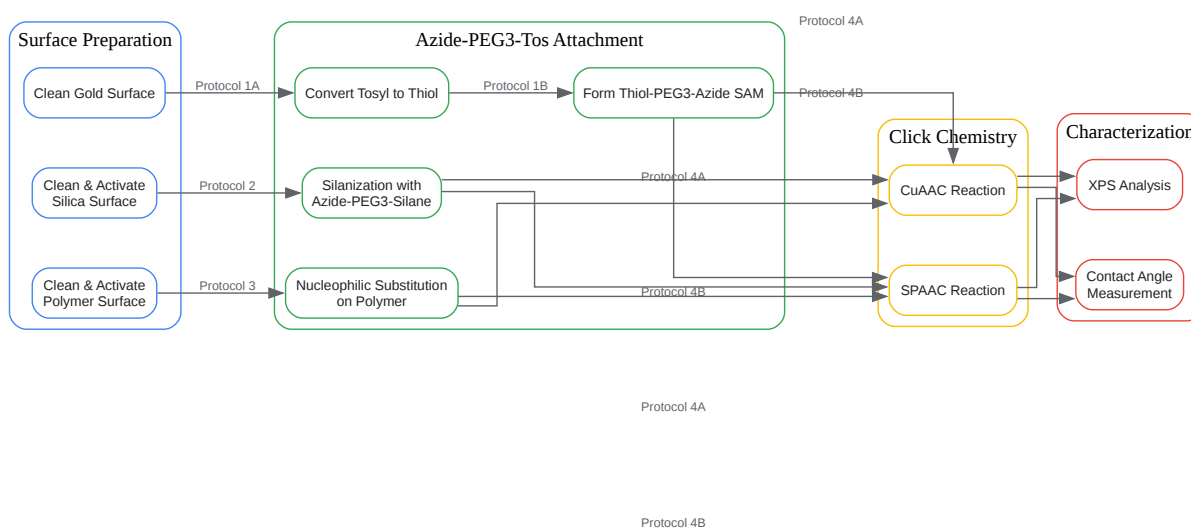 Protocol 4A
Surface Preparation
Azide-PEG3-Tos Attachment
Clean Gold Surface
Protocol 1A
Convert Tosyl to Thiol
Protocol 1B
Form Thiol-PEG3-Azide SAM
Protocol 4B
Click Chemistry
Characterization
Clean & Activate
Silica Surface
Protocol 2
Silanization with
Azide-PEG3-Silane
Protocol 4A
CuAAC Reaction
XPS Analysis
Clean & Activate
Polymer Surface
Protocol 3
Nucleophilic Substitution
on Polymer
Protocol 4B
SPAAC Reaction
Contact Angle
Measurement
Protocol 4A
Protocol 4B